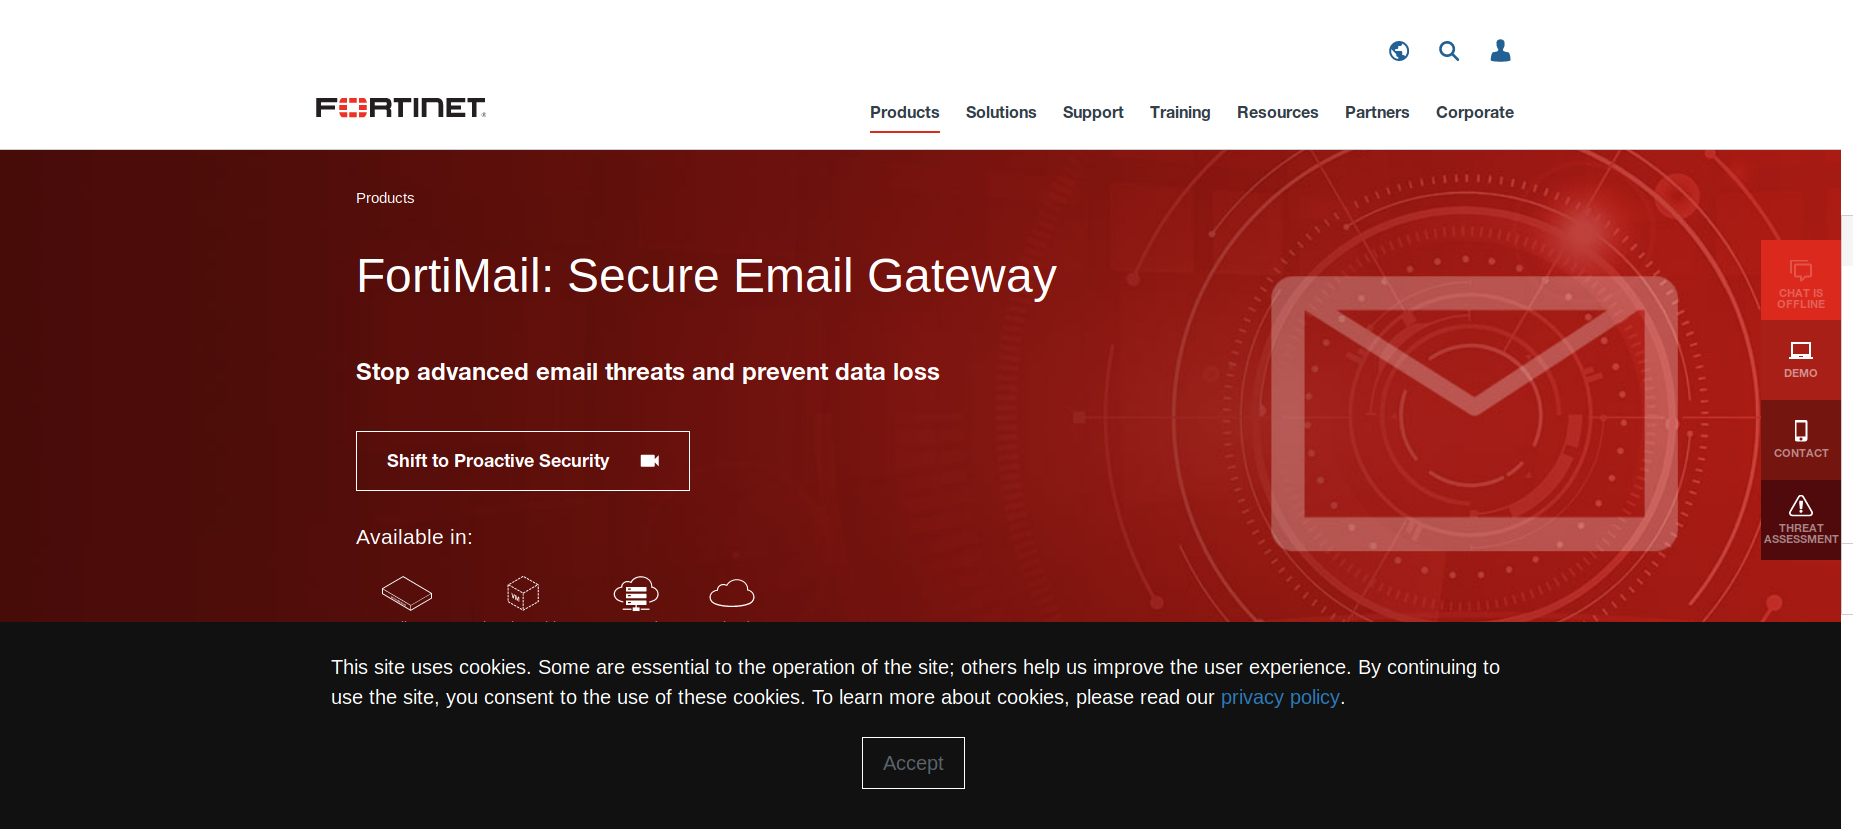 FORTINET
Products Solutions Support Training Resources Partners Corporate
Products
FortiMail: Secure Email Gateway
Stop advanced email threats and prevent data loss
Shift to Proactive Security
Available in:
VM
CHAT IS
OFFLINE
DEMO
CONTACT
THREAT
ASSESSMENT
This site uses cookies. Some are essential to the operation of the site; others help us improve the user experience. By continuing to
use the site, you consent to the use of these cookies. To learn more about cookies, please read our privacy policy.
Accept